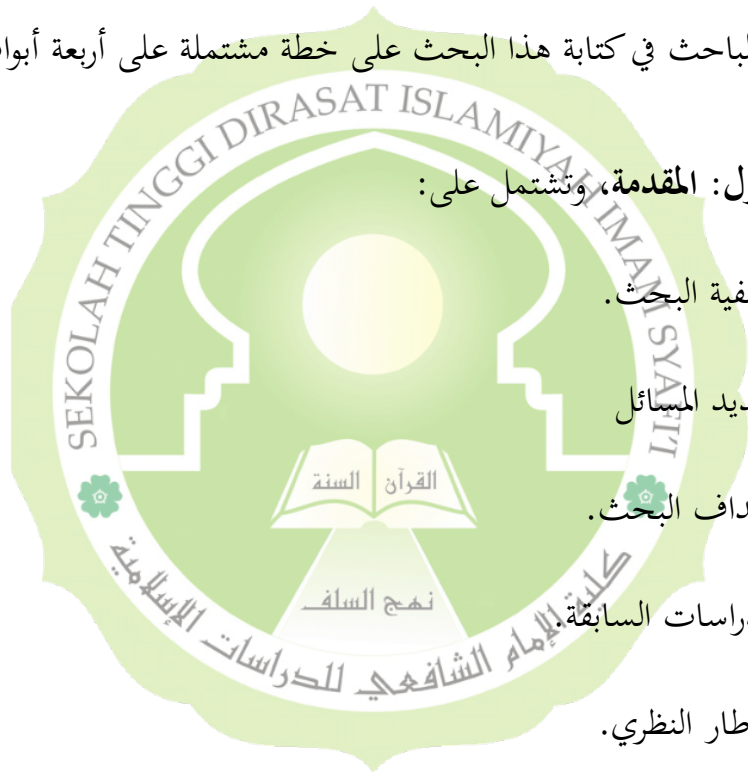 لباحث في كتابة هذا البحث على خطة مشتملة على أربعة أبوا
ول: المقدمة، وتشتمل على:
فية البحث.
ديد المسائل
داف البحث.
دراسات السابقة.
طار النظري.
SEKOLAH TINGGI DIRASAT ISLAMIYAH IMAM SYAFI'I
القرآن السنة
نهج السلف
كلية الإمام الشافعي للدراسات الإسلامية